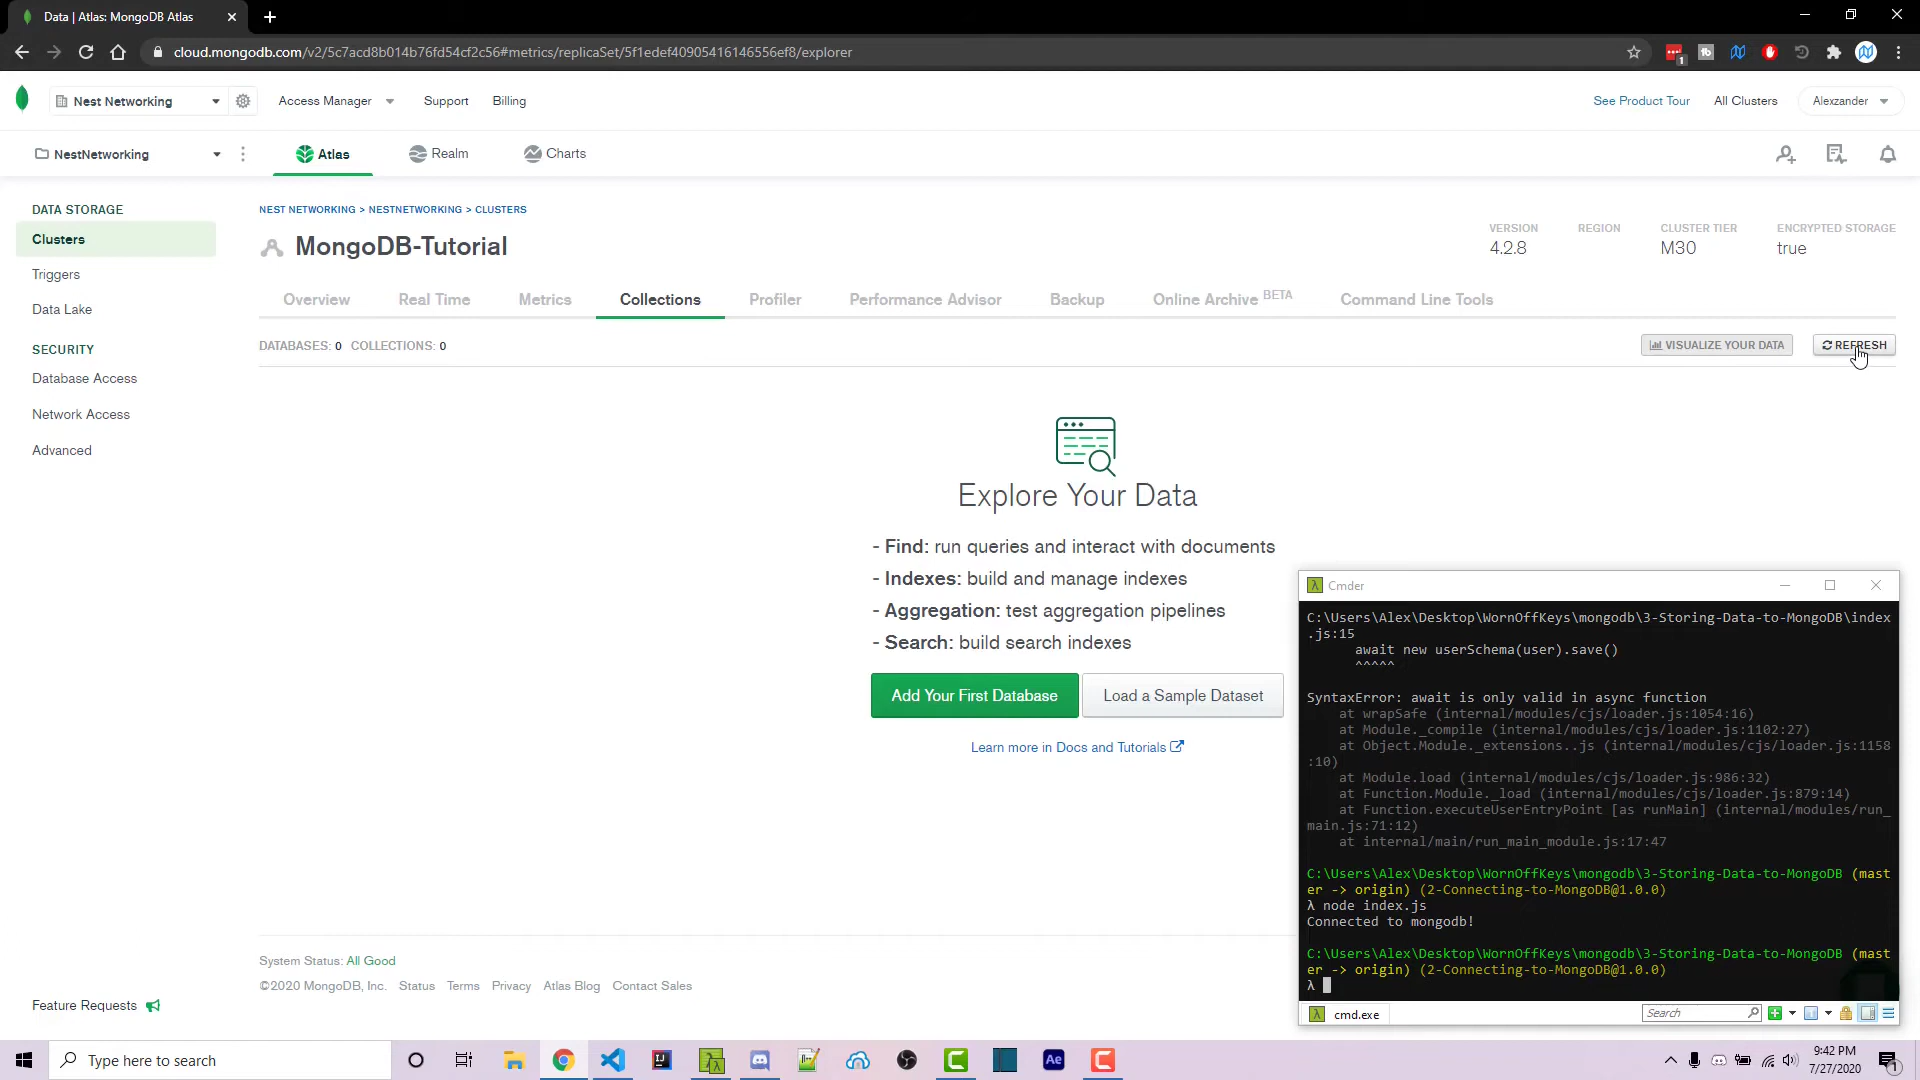 Data | Atlas: MongoDB Atlas
cloud.mongodb.com/v2/5c7acd8b014b76fd54cf2c56#metrics/replicaSet/5f1edef40905416146556ef8/explorer
Nest Networking
Access Manager
Support
Billing
See Product Tour
All Clusters
Alexzander
NestNetworking
Atlas
Realm
Charts
DATA STORAGE
Clusters
Triggers
Data Lake
SECURITY
Database Access
Network Access
Advanced
Feature Requests
NEST NETWORKING > NESTNETWORKING > CLUSTERS
MongoDB-Tutorial
VERSION
4.2.8
REGION
CLUSTER TIER
M30
ENCRYPTED STORAGE
true
Overview
Real Time
Metrics
Collections
Profiler
Performance Advisor
Backup
Online Archive BETA
Command Line Tools
DATABASES: 0 COLLECTIONS: 0
VISUALIZE YOUR DATA
REFRESH
Explore Your Data
- Find: run queries and interact with documents
- Indexes: build and manage indexes
- Aggregation: test aggregation pipelines
- Search: build search indexes
Add Your First Database
Load a Sample Dataset
Learn more in Docs and Tutorials
System Status: All Good
©2020 MongoDB, Inc. Status Terms Privacy Atlas Blog Contact Sales
Cmder
C:\Users\Alex\Desktop\WornOffKeys\mongodb\3-Storing-Data-to-MongoDB\index
.js:15
await new userSchema(user).save()
^^^^^
SyntaxError: await is only valid in async function
at wrapSafe (internal/modules/cjs/loader.js:1054:16)
at Module._compile (internal/modules/cjs/loader.js:1102:27)
at Object.Module._extensions..js (internal/modules/cjs/loader.js:1158
:10)
at Module.load (internal/modules/cjs/loader.js:986:32)
at Function.Module._load (internal/modules/cjs/loader.js:879:14)
at Function.executeUserEntryPoint [as runMain] (internal/modules/run_
main.js:71:12)
at internal/main/run_main_module.js:17:47
C:\Users\Alex\Desktop\WornOffKeys\mongodb\3-Storing-Data-to-MongoDB (mast
er -> origin) (2-Connecting-to-MongoDB@1.0.0)
λ node index.js
Connected to mongodb!
C:\Users\Alex\Desktop\WornOffKeys\mongodb\3-Storing-Data-to-MongoDB (mast
er -> origin) (2-Connecting-to-MongoDB@1.0.0)
λ
cmd.exe
Search
Type here to search
Ae
9:42 PM
7/27/2020